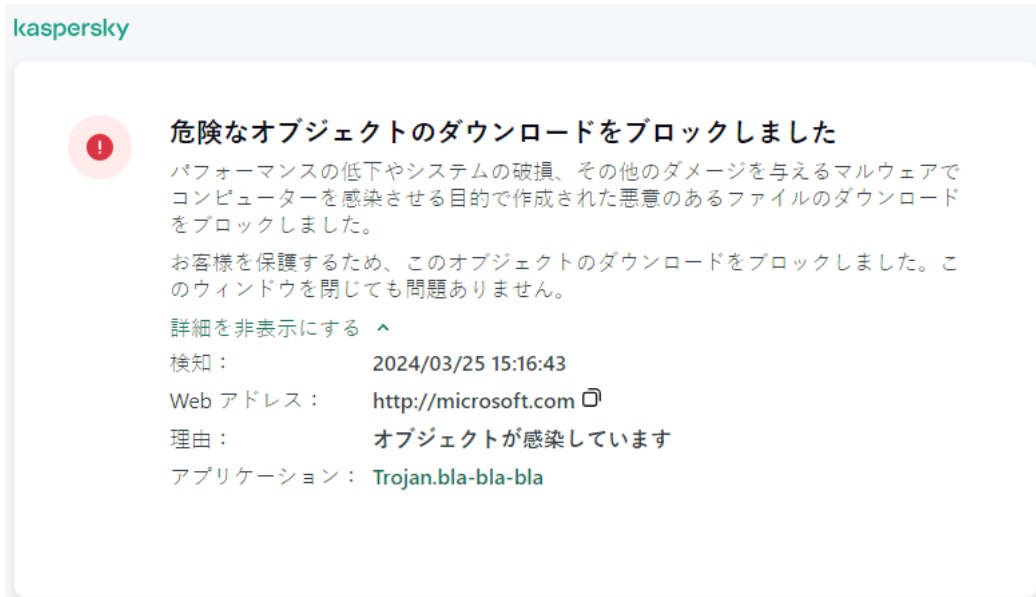 kaspersky
危険なオブジェクトのダウンロードをブロックしました
パフォーマンスの低下やシステムの破損、その他のダメージを与えるマルウェアで
コンピューターを感染させる目的で作成された悪意のあるファイルのダウンロード
をブロックしました。
お客様を保護するため、このオブジェクトのダウンロードをブロックしました。こ
のウィンドウを閉じても問題ありません。
詳細を非表示にする
検知： 2024/03/25 15:16:43
Web アドレス： http://microsoft.com
理由： オブジェクトが感染しています
アプリケーション： Trojan.bla-bla-bla